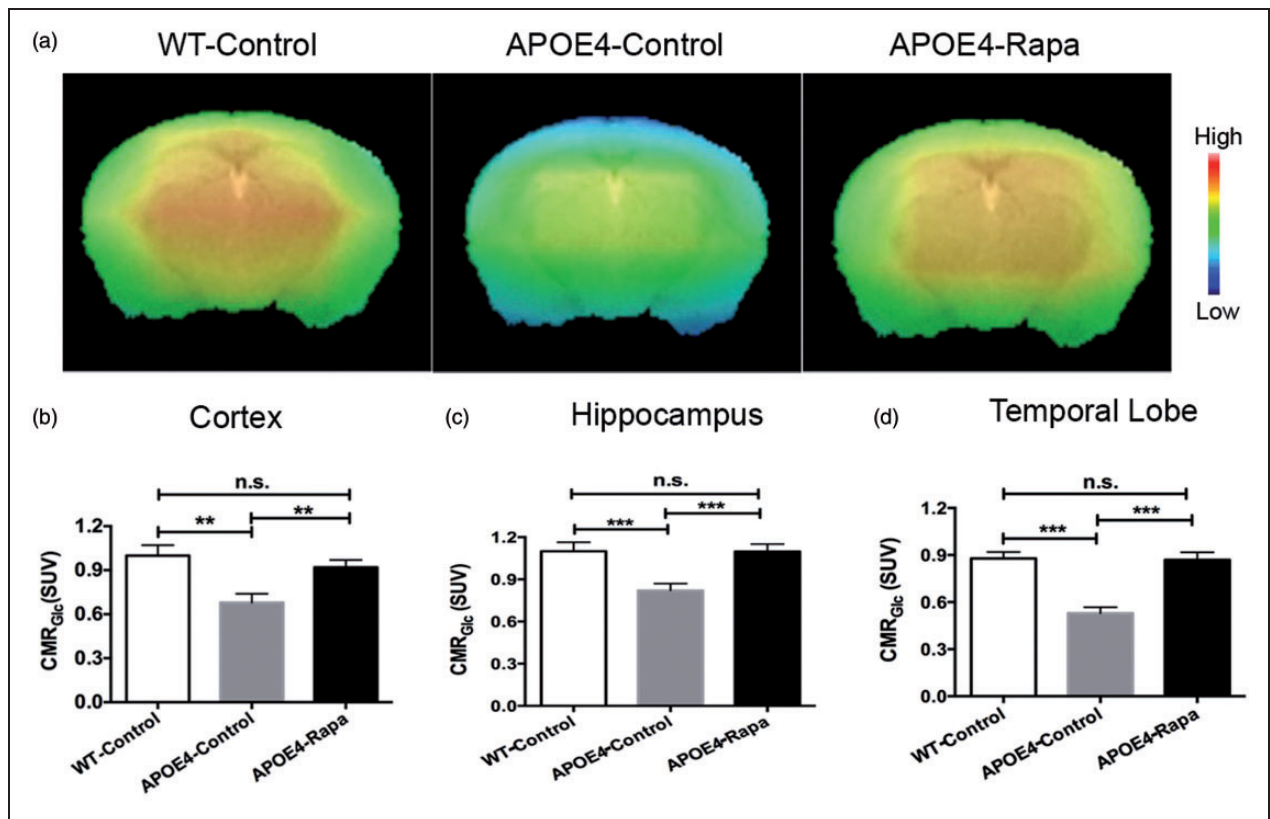 (a)
WT-Control
APOE4-Control
APOE4-Rapa
High
Low
(b)
Cortex
n.s.
**
**
CMRGlc(SUV)
1.2
0.9
0.6
0.3
0.0
WT-Control
APOE4-Control
APOE4-Rapa
(c)
Hippocampus
n.s.
***
***
CMRGlc (SUV)
1.2
0.9
0.6
0.3
0.0
WT-Control
APOE4-Control
APOE4-Rapa
(d)
Temporal Lobe
n.s.
***
***
CMRGlc (SUV)
1.2
0.9
0.6
0.3
0.0
WT-Control
APOE4-Control
APOE4-Rapa